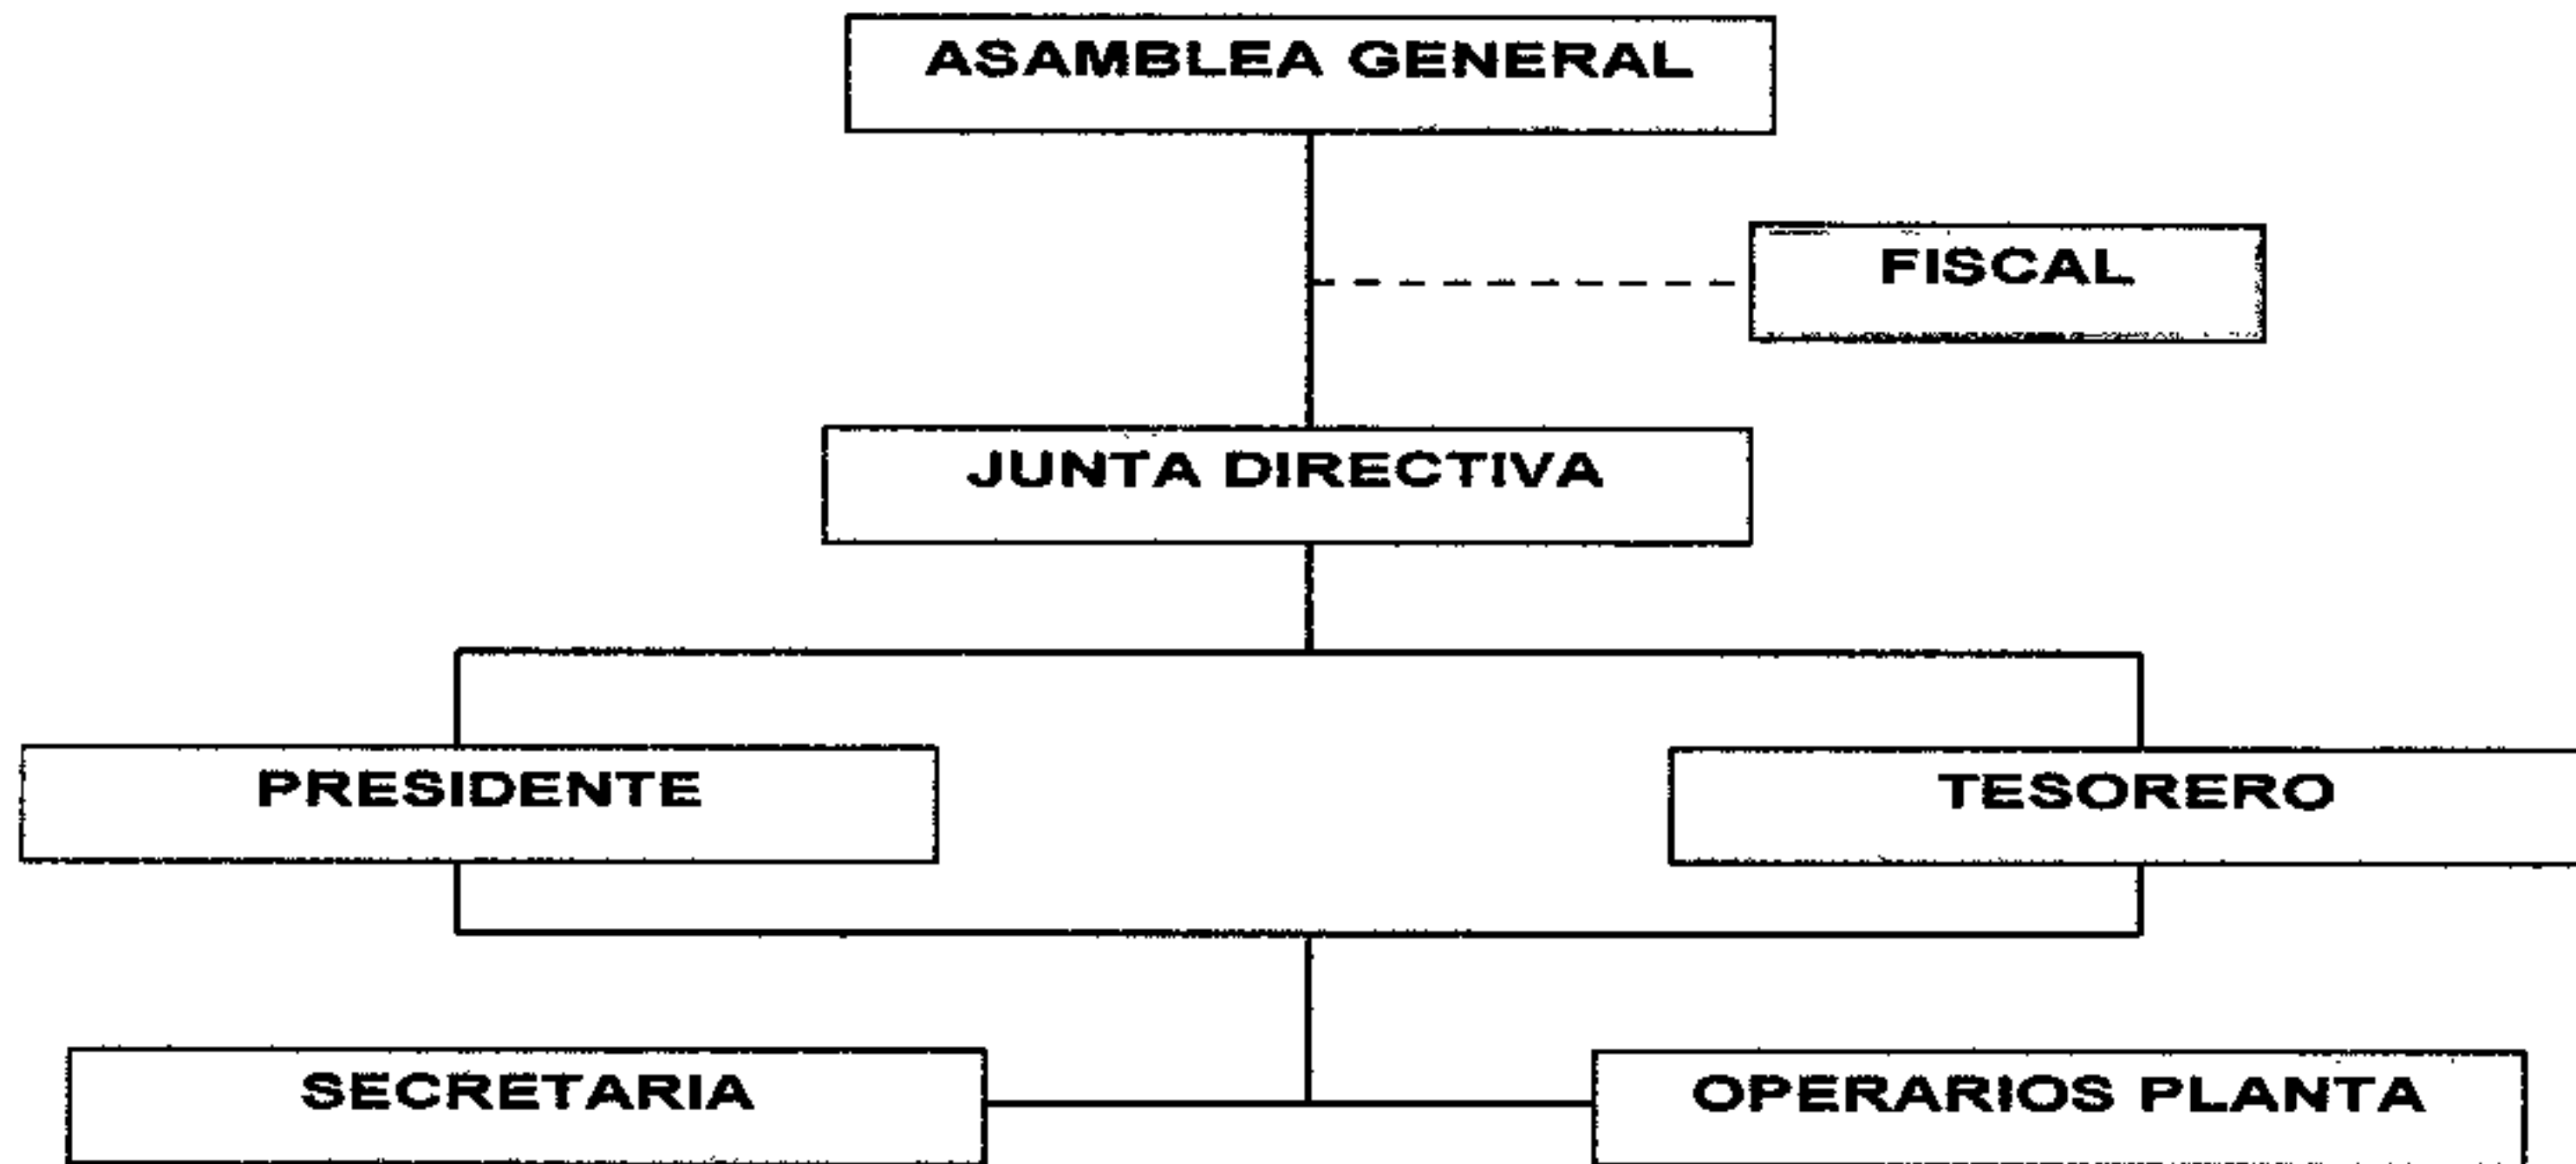 ASAMBLEA GENERAL
FISCAL
JUNTA DIRECTIVA
PRESIDENTE
TESORERO
SECRETARIA
OPERARIOS PLANTA